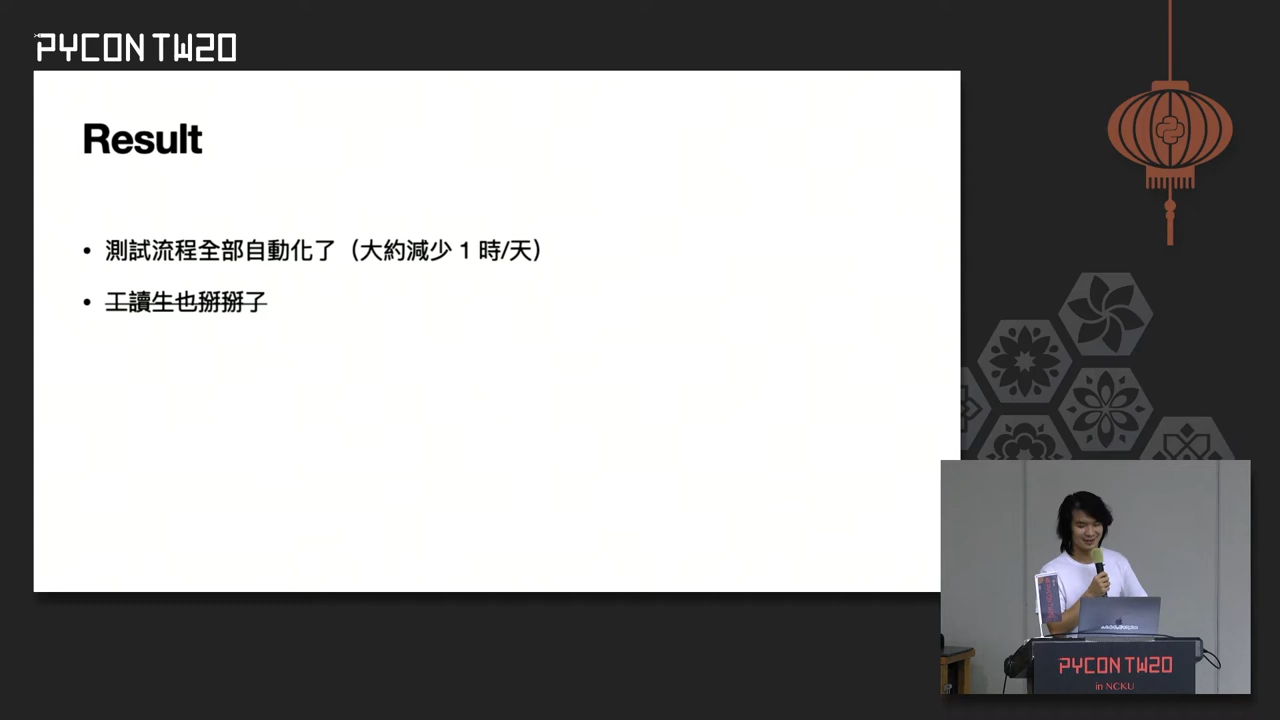 PYCON TW20
Result
• 測試流程全部自動化了（大約減少 1 時/天）
• 工讀生也掰掰了
PYCON TW20
in NCKU